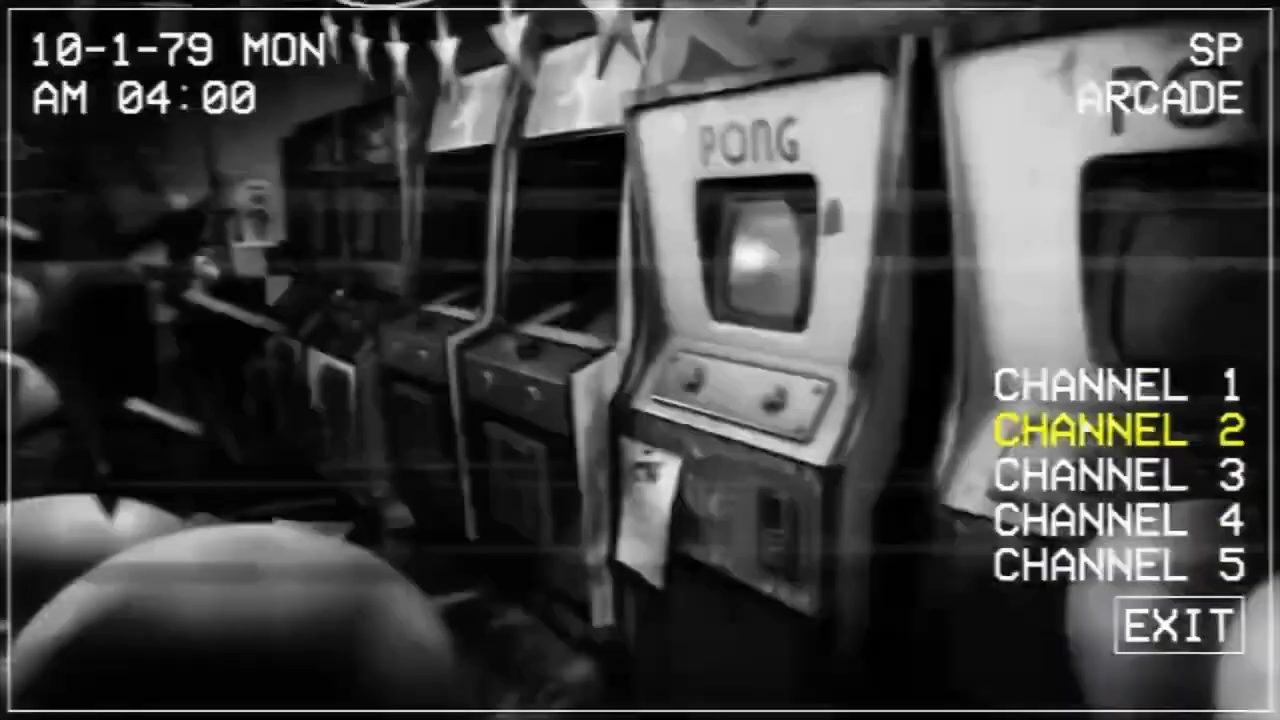 10-1-79 MON
AM 04:00
SP
ARCADE
PONG
CHANNEL 1
CHANNEL 2
CHANNEL 3
CHANNEL 4
CHANNEL 5
EXIT